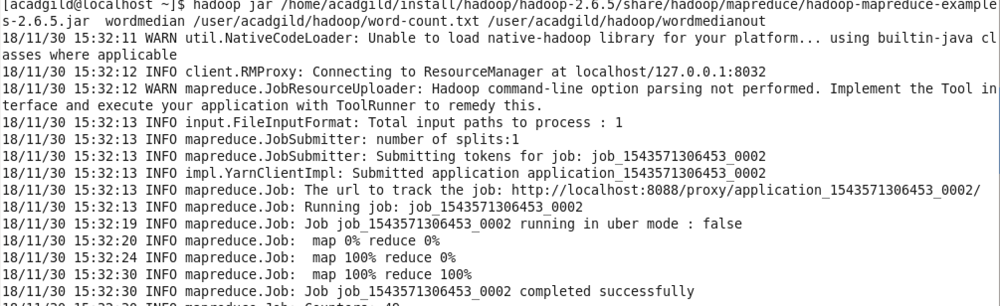 [acadgild@localhost ~]$ hadoop jar /home/acadgild/install/hadoop/hadoop-2.6.5/share/hadoop/mapreduce/hadoop-mapreduce-example
s-2.6.5.jar  wordmedian /user/acadgild/hadoop/word-count.txt /user/acadgild/hadoop/wordmedianout
18/11/30 15:32:11 WARN util.NativeCodeLoader: Unable to load native-hadoop library for your platform... using builtin-java cl
asses where applicable
18/11/30 15:32:12 INFO client.RMProxy: Connecting to ResourceManager at localhost/127.0.0.1:8032
18/11/30 15:32:12 WARN mapreduce.JobResourceUploader: Hadoop command-line option parsing not performed. Implement the Tool in
terface and execute your application with ToolRunner to remedy this.
18/11/30 15:32:13 INFO input.FileInputFormat: Total input paths to process : 1
18/11/30 15:32:13 INFO mapreduce.JobSubmitter: number of splits:1
18/11/30 15:32:13 INFO mapreduce.JobSubmitter: Submitting tokens for job: job_1543571306453_0002
18/11/30 15:32:13 INFO impl.YarnClientImpl: Submitted application application_1543571306453_0002
18/11/30 15:32:13 INFO mapreduce.Job: The url to track the job: http://localhost:8088/proxy/application_1543571306453_0002/
18/11/30 15:32:13 INFO mapreduce.Job: Running job: job_1543571306453_0002
18/11/30 15:32:19 INFO mapreduce.Job: Job job_1543571306453_0002 running in uber mode : false
18/11/30 15:32:20 INFO mapreduce.Job:  map 0% reduce 0%
18/11/30 15:32:24 INFO mapreduce.Job:  map 100% reduce 0%
18/11/30 15:32:30 INFO mapreduce.Job:  map 100% reduce 100%
18/11/30 15:32:30 INFO mapreduce.Job: Job job_1543571306453_0002 completed successfully